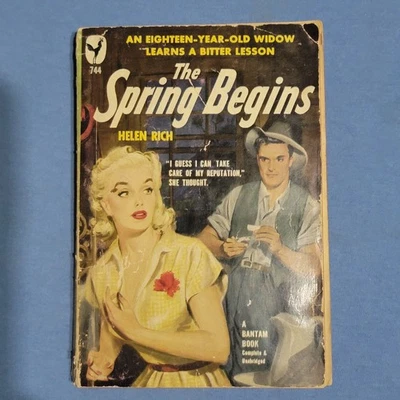 AN EIGHTEEN-YEAR-OLD WIDOW
LEARNS A BITTER LESSON
744
The
Spring Begins
HELEN RICH
"I GUESS I CAN TAKE
CARE OF MY REPUTATION,"
SHE THOUGHT.
A
BANTAM
BOOK
Complete &
Unabridged